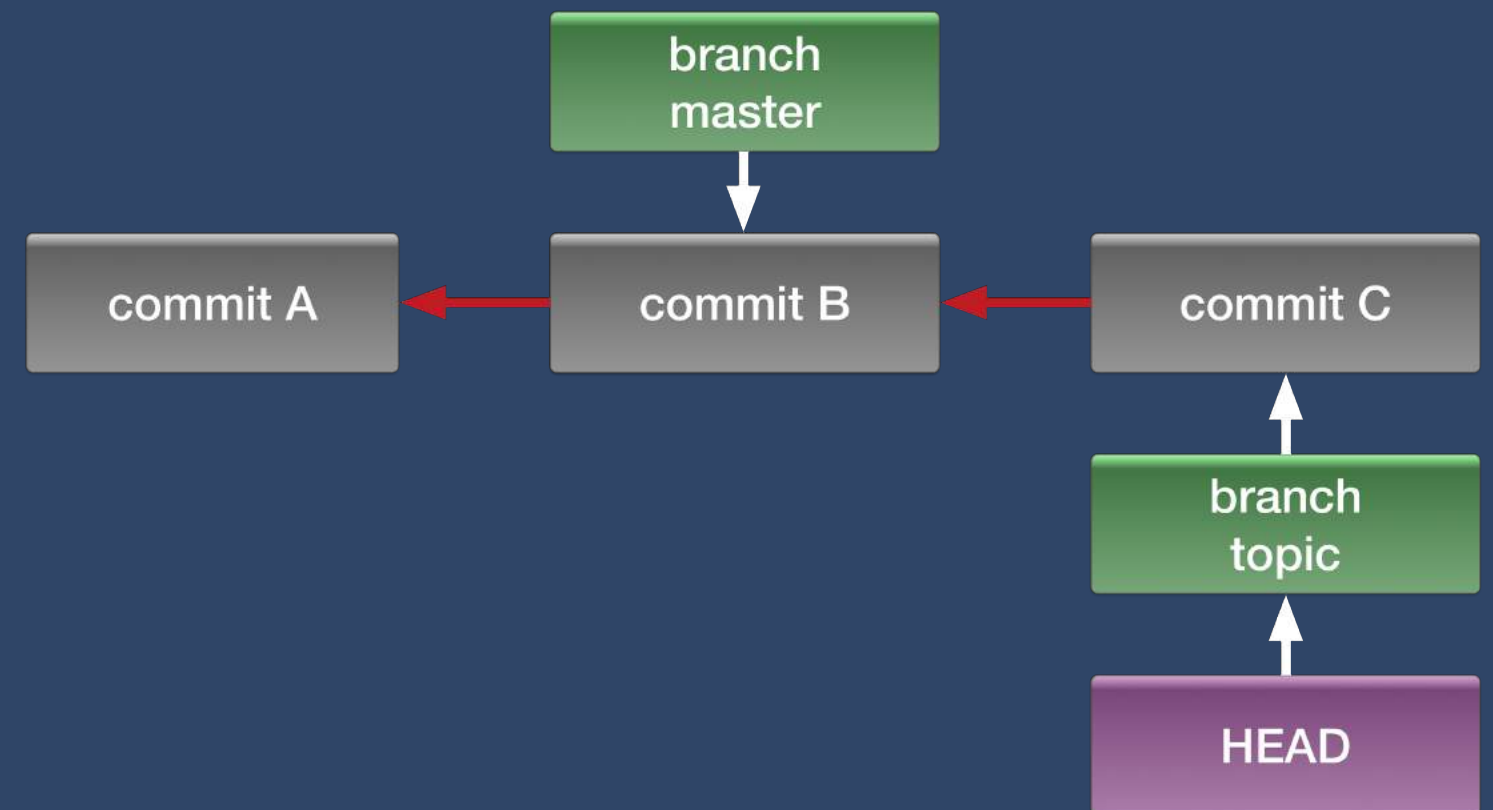 branch
master
commit A
commit B
commit C
branch
topic
HEAD